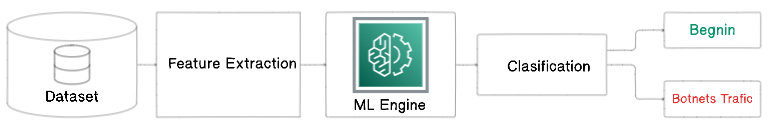 Dataset
Feature Extraction
ML Engine
Clasification
Begnin
Botnets Trafic